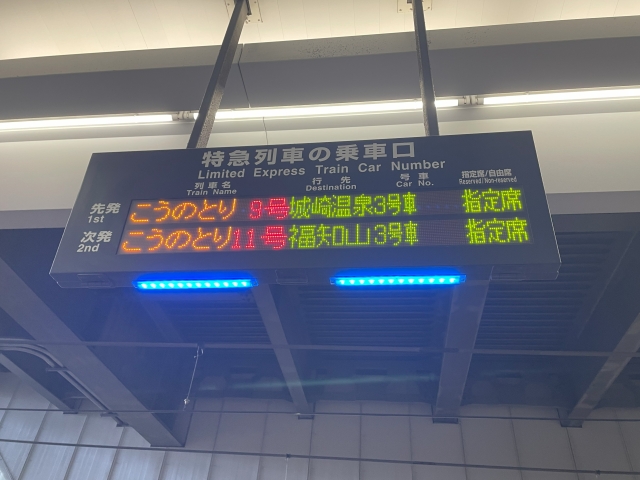 特急列車の乗車口
Limited Express Train Car Number
列車名 行先 号車 指定席/自由席
Train Name Destination Car No. Reserved/Non-reserved
先発 こうのとり 9号 城崎温泉 3号車 指定席
1st
次発 こうのとり 11号 福知山 3号車 指定席
2nd